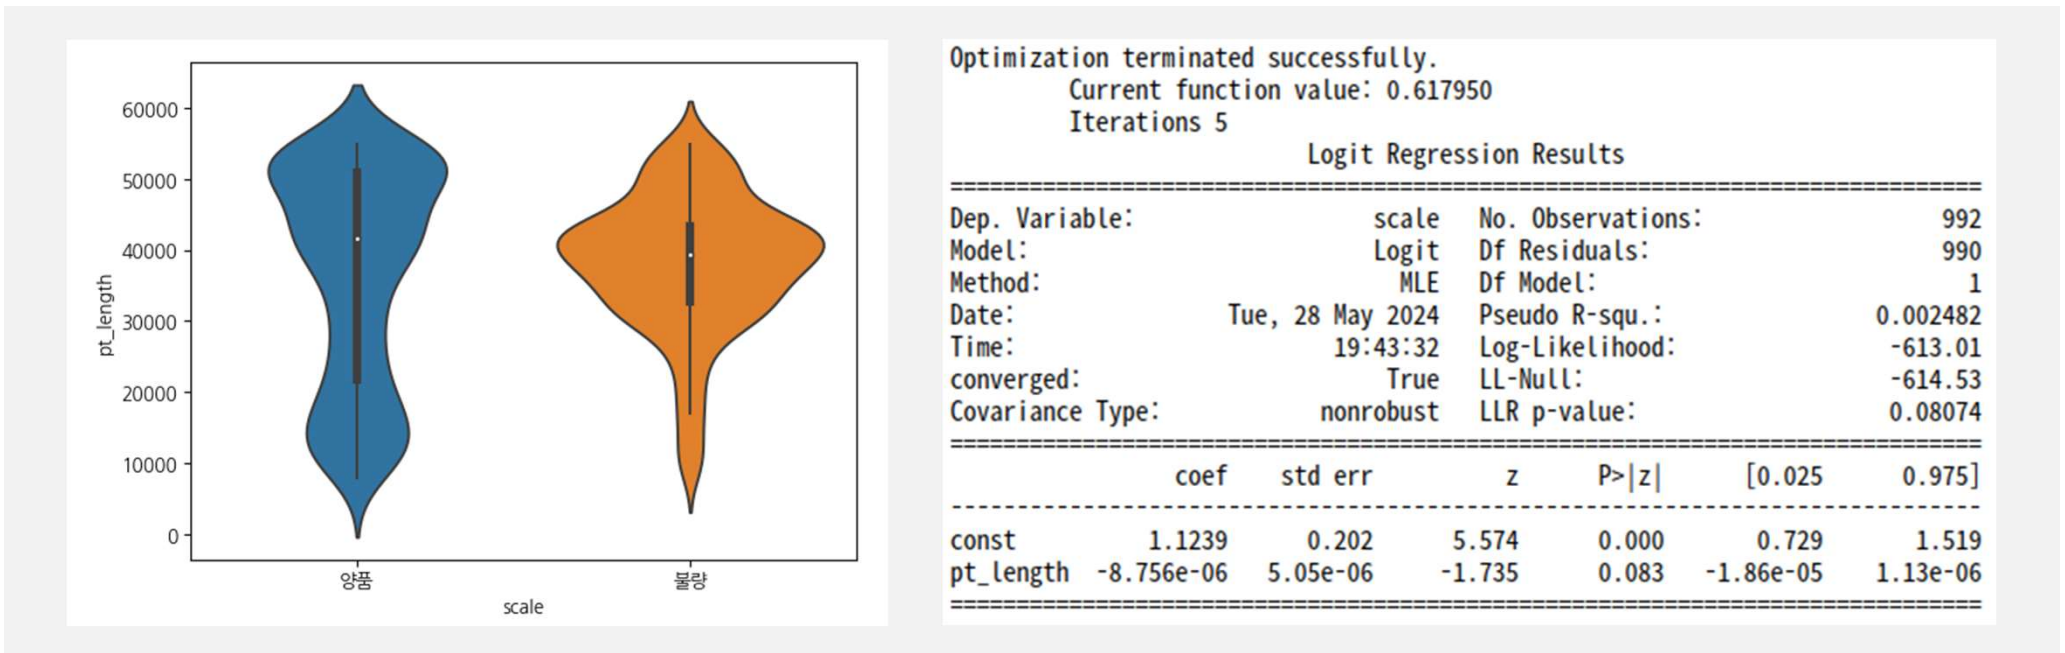 60000
50000
40000
30000
20000
10000
0
pt_length
양품 불량
scale
Optimization terminated successfully.
Current function value: 0.617950
Iterations 5
Logit Regression Results
==============================================================================
Dep. Variable: scale No. Observations: 992
Model: Logit Df Residuals: 990
Method: MLE Df Model: 1
Date: Tue, 28 May 2024 Pseudo R-squ.: 0.002482
Time: 19:43:32 Log-Likelihood: -613.01
converged: True LL-Null: -614.53
Covariance Type: nonrobust LLR p-value: 0.08074
==============================================================================
coef std err z P>|z| [0.025 0.975]
------------------------------------------------------------------------------
const 1.1239 0.202 5.574 0.000 0.729 1.519
pt_length -8.756e-06 5.05e-06 -1.735 0.083 -1.86e-05 1.13e-06
==============================================================================